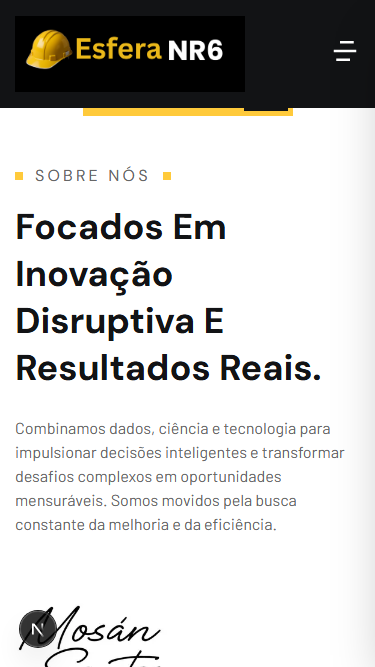 Esfera NR6
SOBRE NÓS
Focados Em
Inovação
Disruptiva E
Resultados Reais.
Combinamos dados, ciência e tecnologia para
impulsionar decisões inteligentes e transformar
desafios complexos em oportunidades
mensuráveis. Somos movidos pela busca
constante da melhoria e da eficiência.
Mosán
N